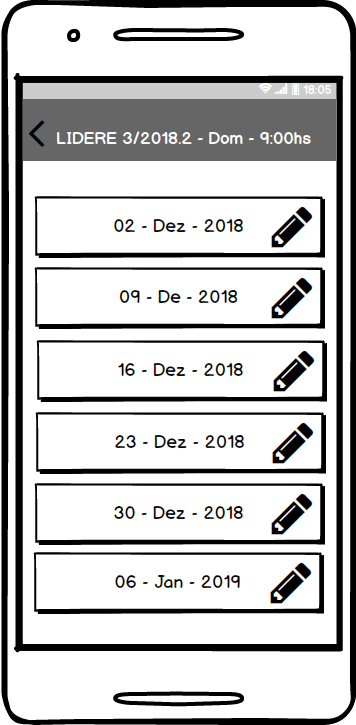 18:05
LIDERE 3/2018.2 - Dom - 9:00hs
02 - Dez - 2018
09 - De - 2018
16 - Dez - 2018
23 - Dez - 2018
30 - Dez - 2018
06 - Jan - 2019